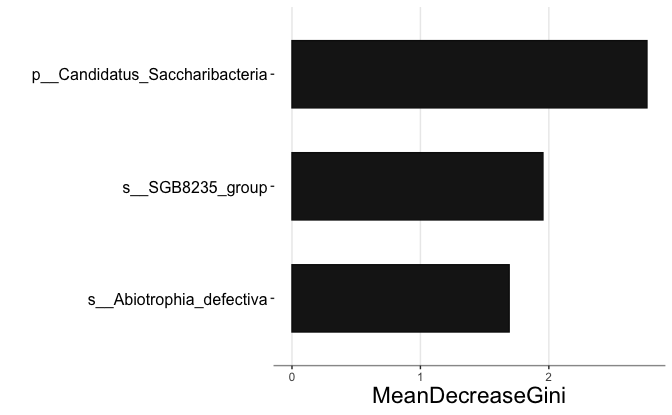 p__Candidatus_Saccharibacteria
s__SGB8235_group
s__Abiotrophia_defectiva
0 1 2
MeanDecreaseGini